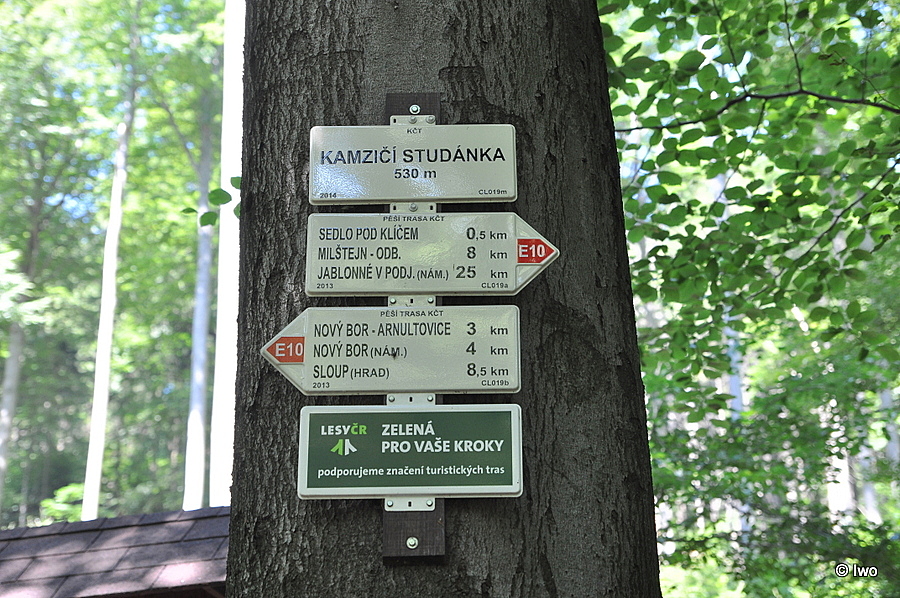 KČT
KAMZIČÍ STUDÁNKA
530 m
2014 CL019m
PĚŠÍ TRASA KČT
SEDLO POD KLÍČEM 0,5 km
MILŠTEJN - ODB. 8 km
JABLONNÉ V PODJ. (NÁM.) 25 km
E10
2013 CL019a
PĚŠÍ TRASA KČT
NOVÝ BOR - ARNULTOVICE 3 km
NOVÝ BOR (NÁM.) 4 km
SLOUP (HRAD) 8,5 km
E10
2013 CL019b
LESYČR
ZELENÁ
PRO VAŠE KROKY
podporujeme značení turistických tras
© Iwo